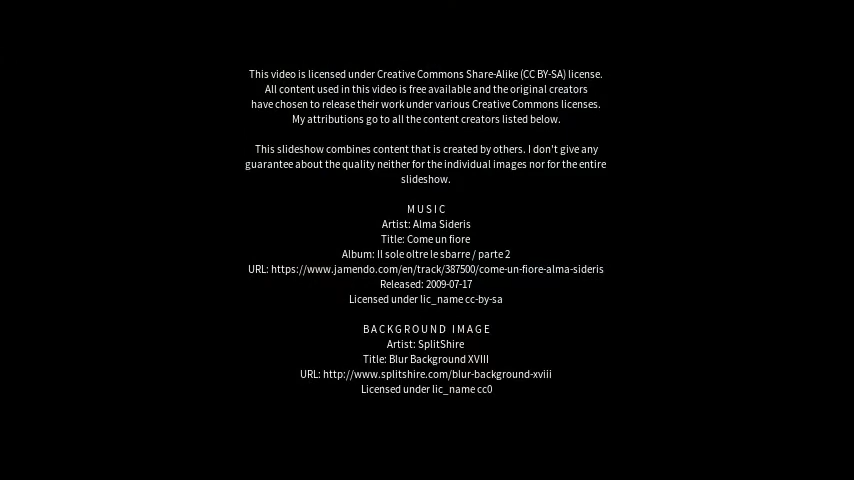 This video is licensed under Creative Commons Share-Alike (CC BY-SA) license.
All content used in this video is free available and the original creators
have chosen to release their work under various Creative Commons licenses.
My attributions go to all the content creators listed below.
This slideshow combines content that is created by others. I don't give any
guarantee about the quality neither for the individual images nor for the entire
slideshow.
MUSIC
Artist: Alma Sideris
Title: Come un fiore
Album: Il sole oltre le sbarre / parte 2
URL: https://www.jamendo.com/en/track/387500/come-un-fiore-alma-sideris
Released: 2009-07-17
Licensed under lic_name cc-by-sa
BACKGROUND IMAGE
Artist: SplitShire
Title: Blur Background XVIII
URL: http://www.splitshire.com/blur-background-xviii
Licensed under lic_name cc0